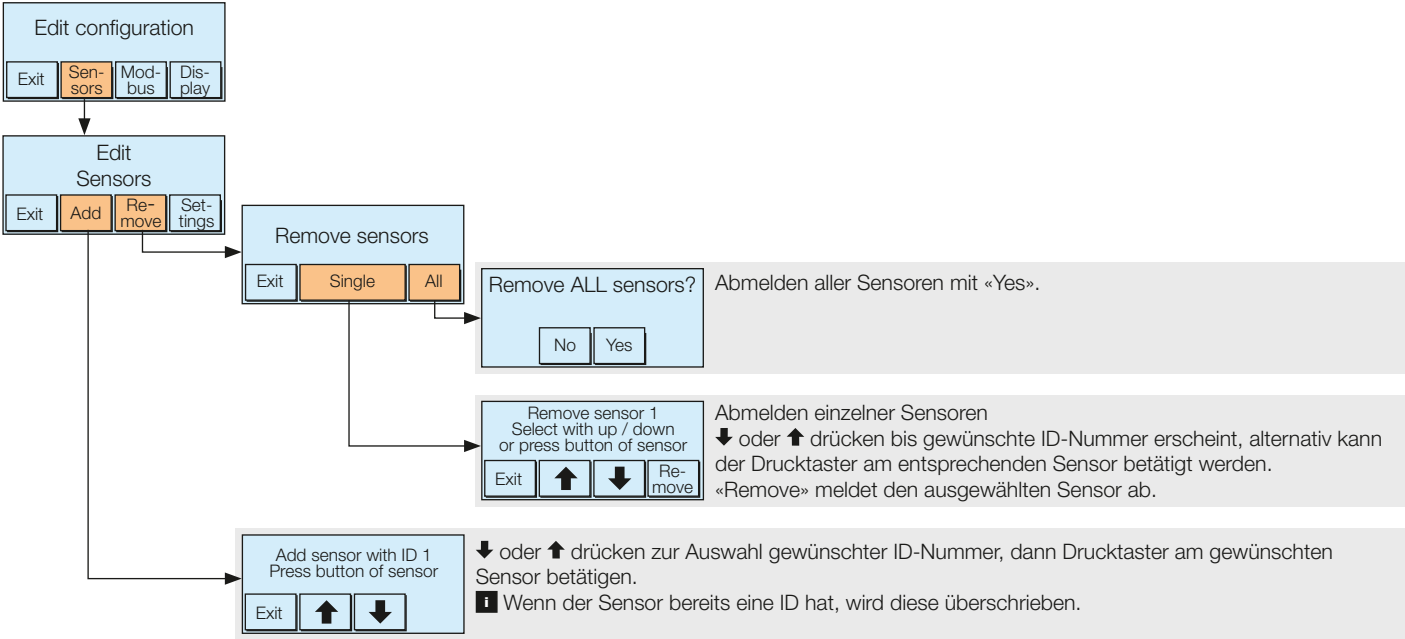 Edit configuration
Exit
Sen-
sors
Mod-
bus
Dis-
play
Edit
Sensors
Exit
Add
Re-
move
Set-
tings
Remove sensors
Exit
Single
All
Remove ALL sensors?
No
Yes
Abmelden aller Sensoren mit «Yes».
Remove sensor 1
Select with up / down
or press button of sensor
Exit
🡅
🡇
Re-
move
Abmelden einzelner Sensoren
🡇 oder 🡅 drücken bis gewünschte ID-Nummer erscheint, alternativ kann
der Drucktaster am entsprechenden Sensor betätigt werden.
«Remove» meldet den ausgewählten Sensor ab.
Add sensor with ID 1
Press button of sensor
Exit
🡅
🡇
🡇 oder 🡅 drücken zur Auswahl gewünschter ID-Nummer, dann Drucktaster am gewünschten
Sensor betätigen.
i Wenn der Sensor bereits eine ID hat, wird diese überschrieben.